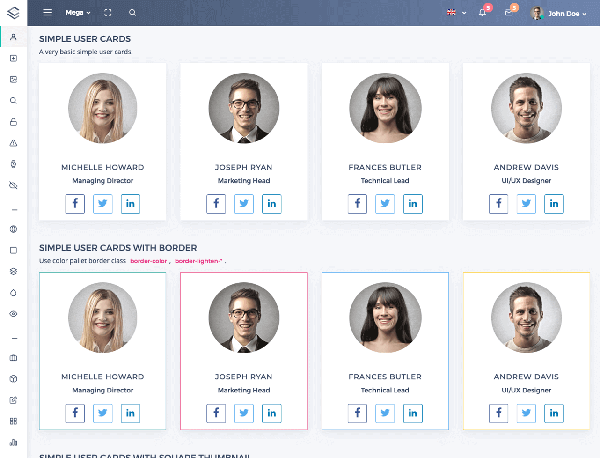 Mega
5
5
John Doe
SIMPLE USER CARDS
A very basic simple user cards
MICHELLE HOWARD
Managing Director
JOSEPH RYAN
Marketing Head
FRANCES BUTLER
Technical Lead
ANDREW DAVIS
UI/UX Designer
SIMPLE USER CARDS WITH BORDER
Use color pallet border class border-color , border-lighten-* .
MICHELLE HOWARD
Managing Director
JOSEPH RYAN
Marketing Head
FRANCES BUTLER
Technical Lead
ANDREW DAVIS
UI/UX Designer
SIMPLE USER CARDS WITH SQUARE THUMBNAIL